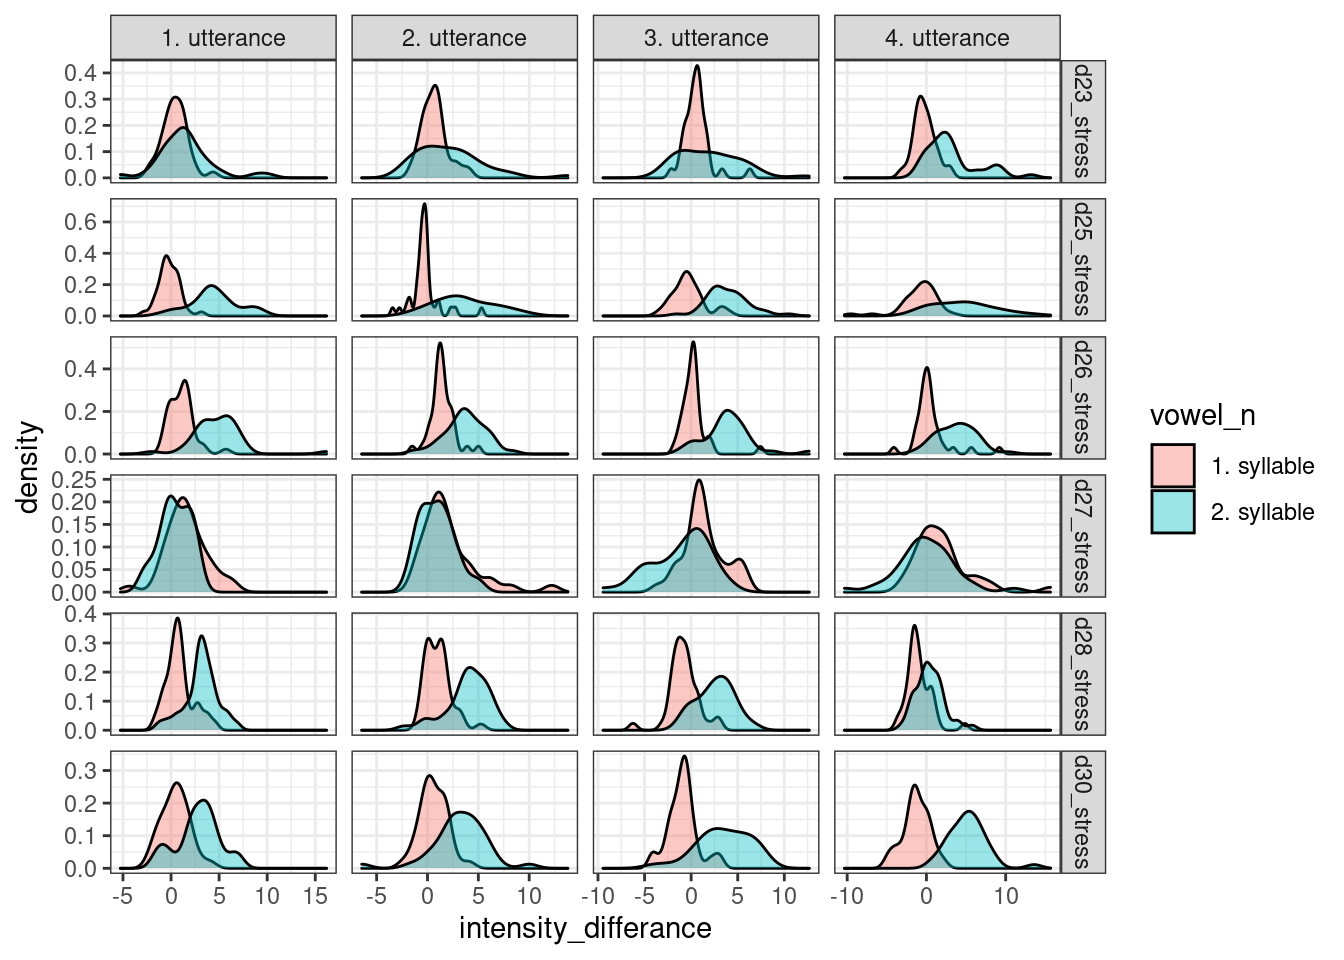 1. utterance 2. utterance 3. utterance 4. utterance
0.4
0.3
0.2
0.1
0.0
d23_stress
0.6
0.4
0.2
0.0
d25_stress
0.4
0.2
0.0
d26_stress
0.25
0.20
0.15
0.10
0.05
0.00
d27_stress
0.4
0.3
0.2
0.1
0.0
d28_stress
0.3
0.2
0.1
0.0
d30_stress
-5 0 5 10 15
-5 0 5 10
-10 -5 0 5 10
-10 0 10
intensity_differance
density
vowel_n
1. syllable
2. syllable